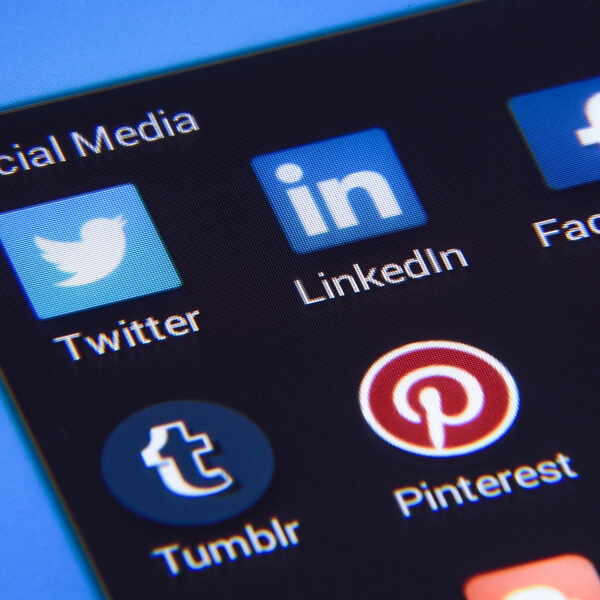 cial Media
in
Twitter
LinkedIn
Fac
t
Tumblr
Pinterest